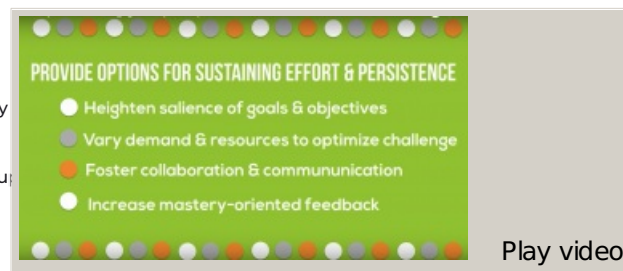 PROVIDE OPTIONS FOR SUSTAINING EFFORT & PERSISTENCE
Heighten salience of goals & objectives
Vary demand & resources to optimize challenge
Foster collaboration & commununication
Increase mastery-oriented feedback
Play video